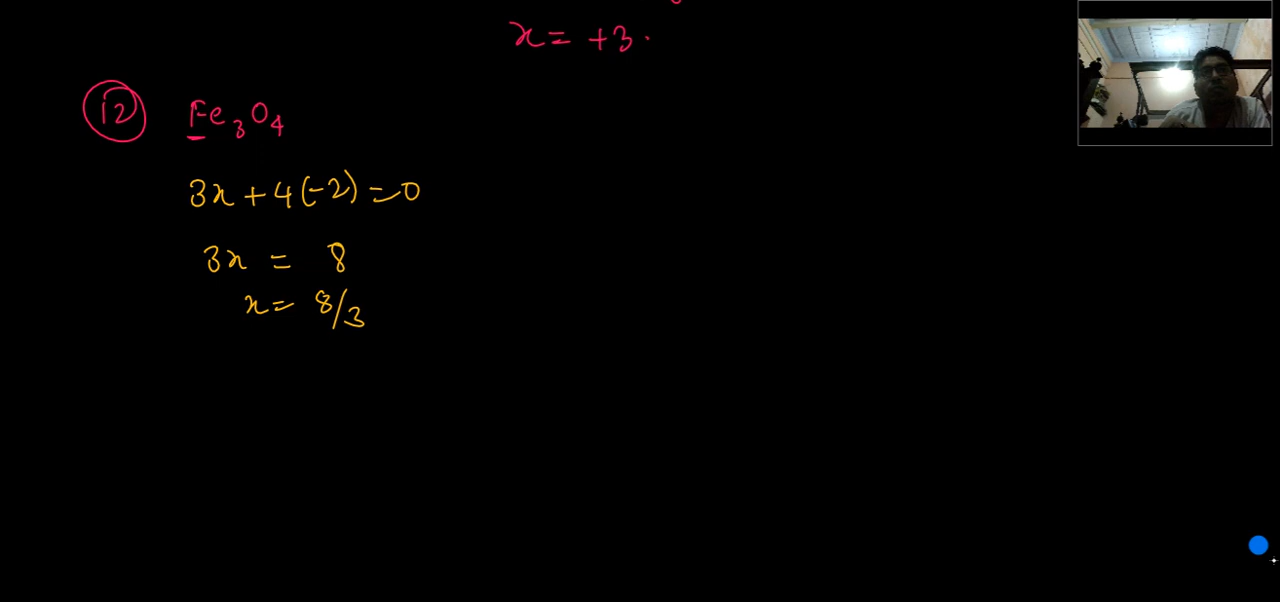 x = +3.
12 Fe3O4
3x + 4(-2) = 0
3x = 8
x = 8/3